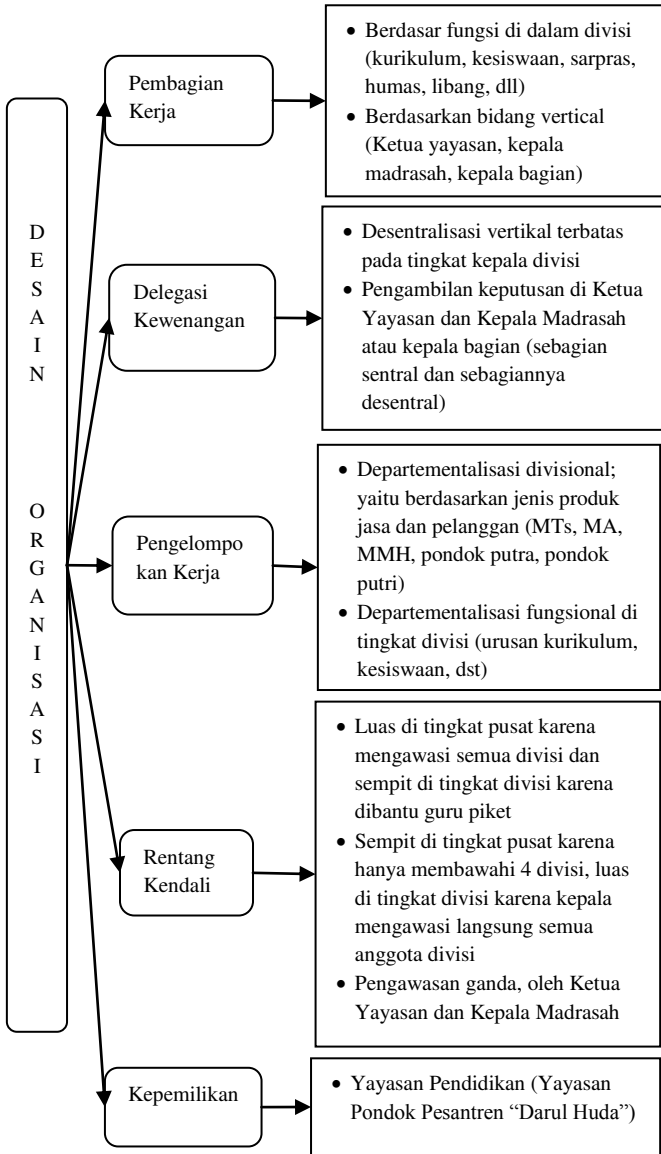 DESAIN ORGANISASI
Pembagian
Kerja
• Berdasar fungsi di dalam divisi
(kurikulum, kesiswaan, sarpras,
humas, libang, dll)
• Berdasarkan bidang vertical
(Ketua yayasan, kepala
madrasah, kepala bagian)
Delegasi
Kewenangan
• Desentralisasi vertikal terbatas
pada tingkat kepala divisi
• Pengambilan keputusan di Ketua
Yayasan dan Kepala Madrasah
atau kepala bagian (sebagian
sentral dan sebagiannya
desentral)
Pengelompo
kan Kerja
• Departementalisasi divisional;
yaitu berdasarkan jenis produk
jasa dan pelanggan (MTs, MA,
MMH, pondok putra, pondok
putri)
• Departementalisasi fungsional di
tingkat divisi (urusan kurikulum,
kesiswaan, dst)
Rentang
Kendali
• Luas di tingkat pusat karena
mengawasi semua divisi dan
sempit di tingkat divisi karena
dibantu guru piket
• Sempit di tingkat pusat karena
hanya membawahi 4 divisi, luas
di tingkat divisi karena kepala
mengawasi langsung semua
anggota divisi
• Pengawasan ganda, oleh Ketua
Yayasan dan Kepala Madrasah
Kepemilikan
• Yayasan Pendidikan (Yayasan
Pondok Pesantren “Darul Huda”)